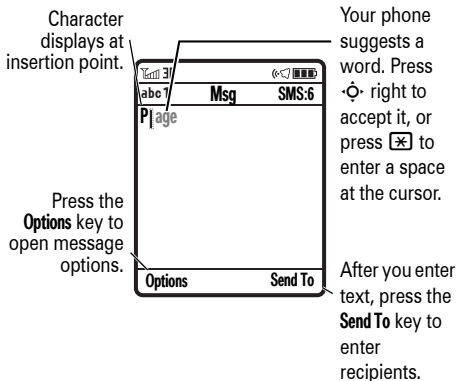 Character
displays at
insertion point.
Your phone
suggests a
word. Press
right to
accept it, or
press * to
enter a space
at the cursor.
abc 1 Msg SMS:6
P age
Press the
Options key to
open message
options.
Options Send To
After you enter
text, press the
Send To key to
enter
recipients.